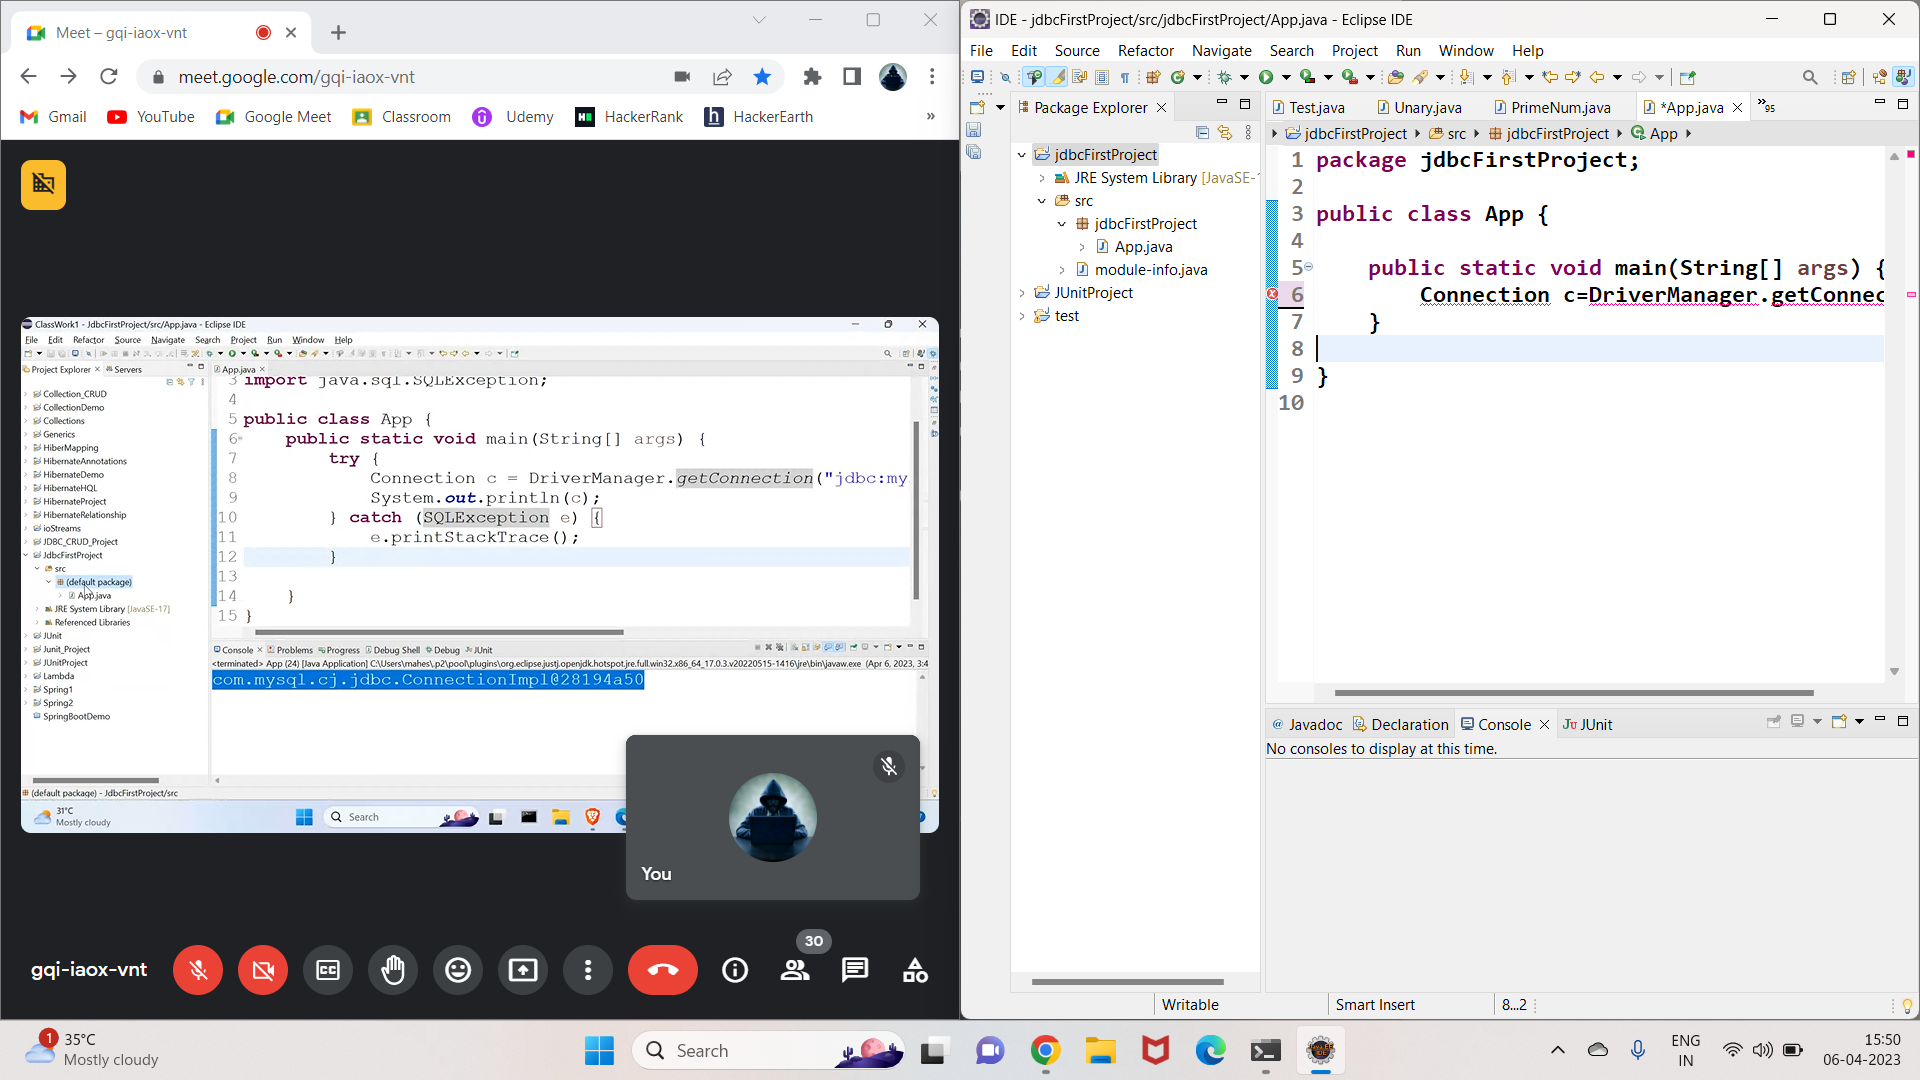 Meet – gqi-iaox-vnt
meet.google.com/gqi-iaox-vnt
Gmail
YouTube
Google Meet
Classroom
Udemy
HackerRank
HackerEarth
ClassWork1 - JdbcFirstProject/src/App.java - Eclipse IDE
File Edit Refactor Source Navigate Search Project Run Window Help
Project Explorer
Servers
Collection_CRUD
CollectionDemo
Collections
Generics
HiberMapping
HibernateAnnotations
HibernateDemo
HibernateHQL
HibernateProject
HibernateRelationship
ioStreams
JDBC_CRUD_Project
JdbcFirstProject
src
(default package)
App.java
JRE System Library [JavaSE-17]
Referenced Libraries
JUnit
Junit_Project
JUnitProject
Lambda
Spring1
Spring2
SpringBootDemo
App.java
3 import java.sql.SQLException;
4
5 public class App {
6 public static void main(String[] args) {
7 try {
8 Connection c = DriverManager.getConnection("jdbc:my
9 System.out.println(c);
10 } catch (SQLException e) {
11 e.printStackTrace();
12 }
13
14 }
15 }
Console Problems Progress Debug Shell Debug JUnit
<terminated> App (24) [Java Application] C:\Users\mahes\.p2\pool\plugins\org.eclipse.justj.openjdk.hotspot.jre.full.win32.x86_64_17.0.3.v20220515-1416\jre\bin\javaw.exe (Apr 6, 2023, 3:4
com.mysql.cj.jdbc.ConnectionImpl@28194a50
(default package) - JdbcFirstProject/src
31°C
Mostly cloudy
Search
You
30
gqi-iaox-vnt
IDE - jdbcFirstProject/src/jdbcFirstProject/App.java - Eclipse IDE
File Edit Source Refactor Navigate Search Project Run Window Help
Package Explorer
jdbcFirstProject
JRE System Library [JavaSE-1
src
jdbcFirstProject
App.java
module-info.java
JUnitProject
test
Test.java
Unary.java
PrimeNum.java
*App.java
»95
jdbcFirstProject
src
jdbcFirstProject
App
1 package jdbcFirstProject;
2
3 public class App {
4
5 public static void main(String[] args) {
6 Connection c=DriverManager.getConnec
7 }
8
9 }
10
@ Javadoc
Declaration
Console
JUnit
No consoles to display at this time.
Writable
Smart Insert
8...2
1
35°C
Mostly cloudy
Search
ENG
IN
15:50
06-04-2023